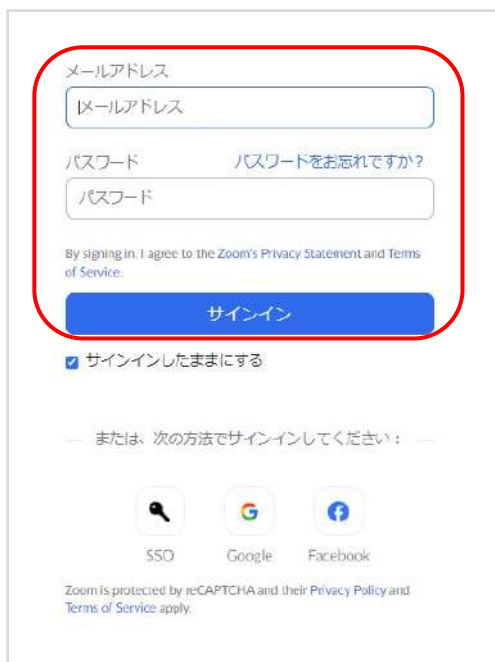 メールアドレス
メールアドレス
パスワード パスワードをお忘れですか?
パスワード
By signing in, I agree to the Zoom's Privacy Statement and Terms
of Service.
サインイン
サインインしたままにする
または、次の方法でサインインしてください:
SSO Google Facebook
Zoom is protected by reCAPTCHA and their Privacy Policy and
Terms of Service apply.